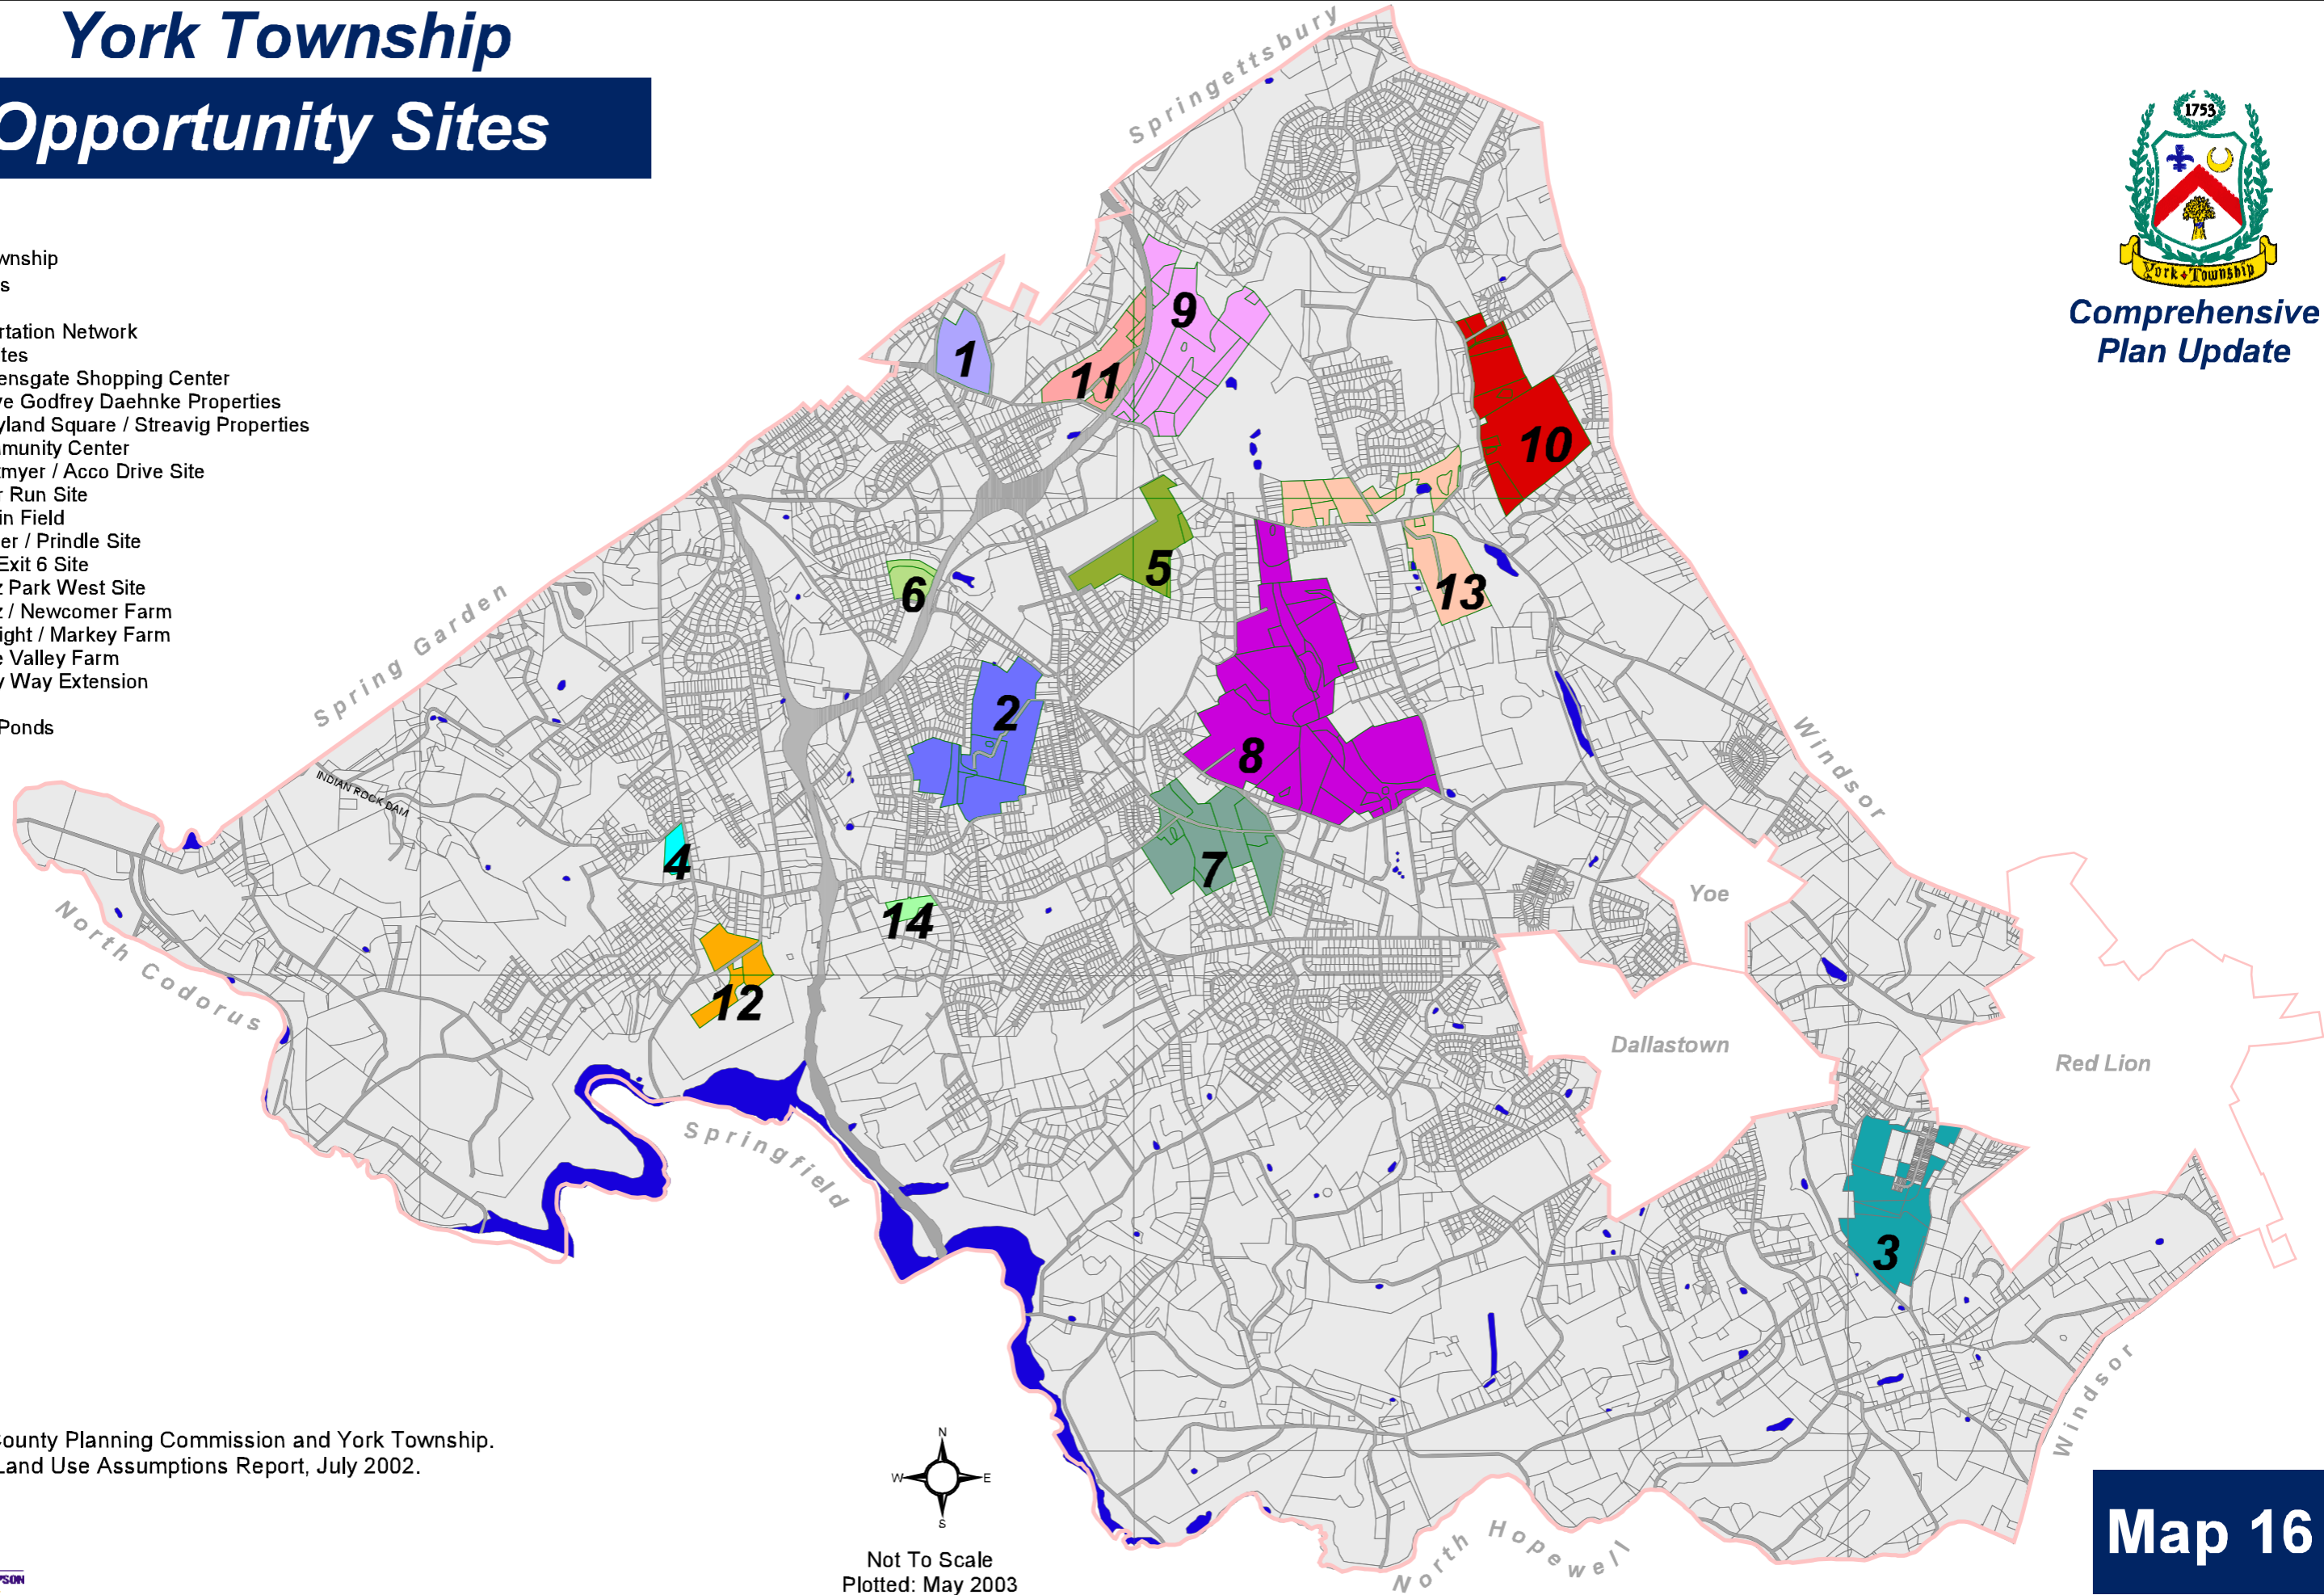 York Township
Opportunity Sites
wnship
s
rtation Network
ites
ensgate Shopping Center
ve Godfrey Daehnke Properties
yland Square / Streavig Properties
nmunity Center
tmyer / Acco Drive Site
r Run Site
in Field
er / Prindle Site
Exit 6 Site
z Park West Site
z / Newcomer Farm
ight / Markey Farm
e Valley Farm
y Way Extension
Ponds
1753
York Township
Comprehensive
Plan Update
Springettsbury
Spring Garden
INDIAN ROCK DAM
North Codorus
Springfield
North Hopewell
Windsor
Windsor
Yoe
Dallastown
Red Lion
9
1
11
10
5
6
13
2
8
4
7
14
12
3
County Planning Commission and York Township.
Land Use Assumptions Report, July 2002.
N
W
E
S
Not To Scale
Plotted: May 2003
Map 16